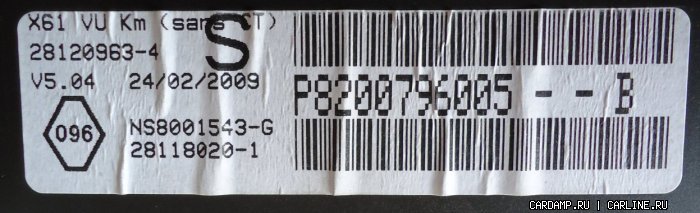 X61 VU Km (sans CT)
S
28120963-4
V5.04 24/02/2009
P8200796005 - - B
096
NS8001543-G
28118020-1
CARDAMP.RU | CARLINE.RU